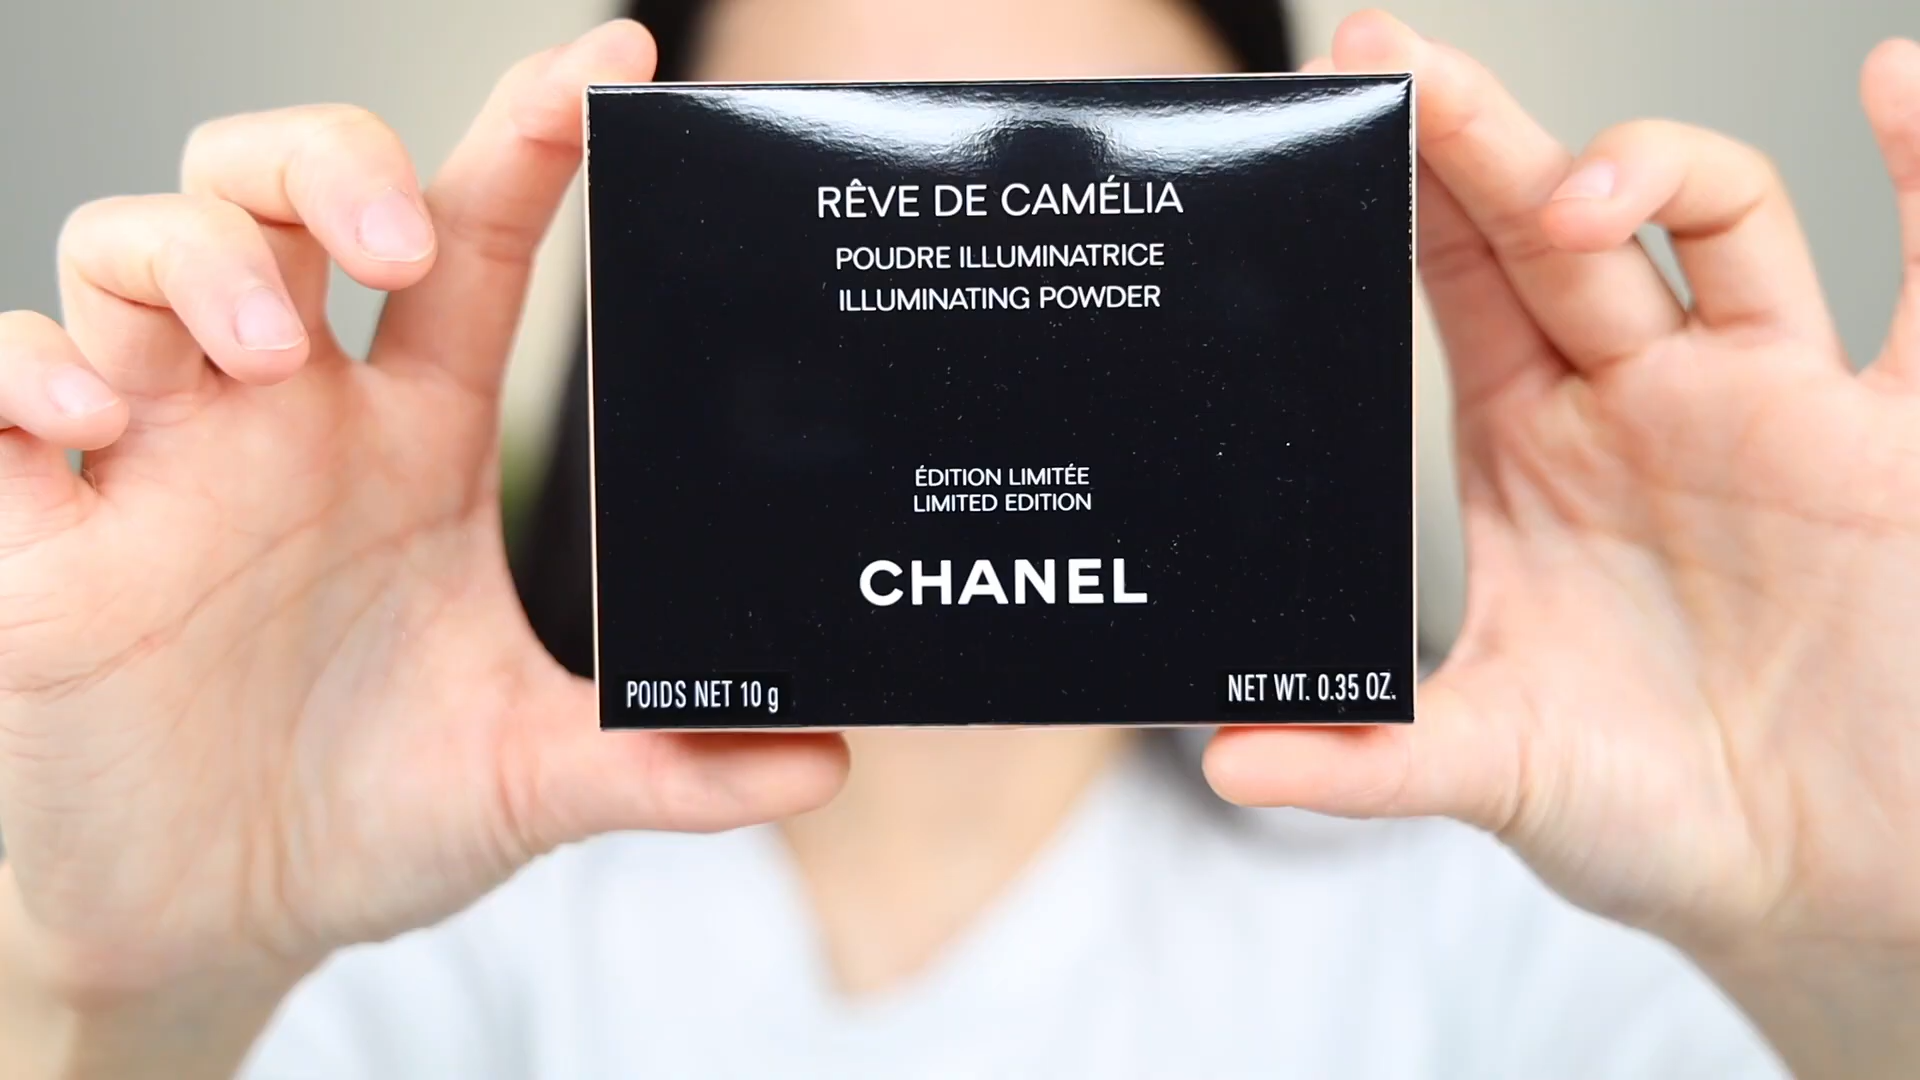 RÊVE DE CAMÉLIA
POUDRE ILLUMINATRICE
ILLUMINATING POWDER
ÉDITION LIMITÉE
LIMITED EDITION
CHANEL
POIDS NET 10 g
NET WT. 0.35 OZ.